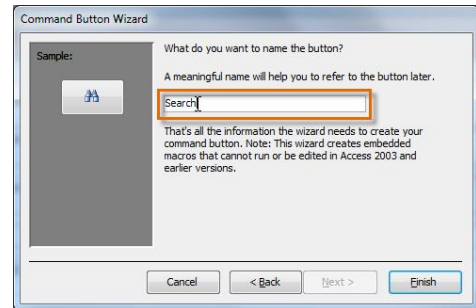 Command Button Wizard
Sample:
What do you want to name the button?
A meaningful name will help you to refer to the button later.
Search
That's all the information the wizard needs to create your
command button. Note: This wizard creates embedded
macros that cannot run or be edited in Access 2003 and
earlier versions.
Cancel
< Back
Next >
Finish